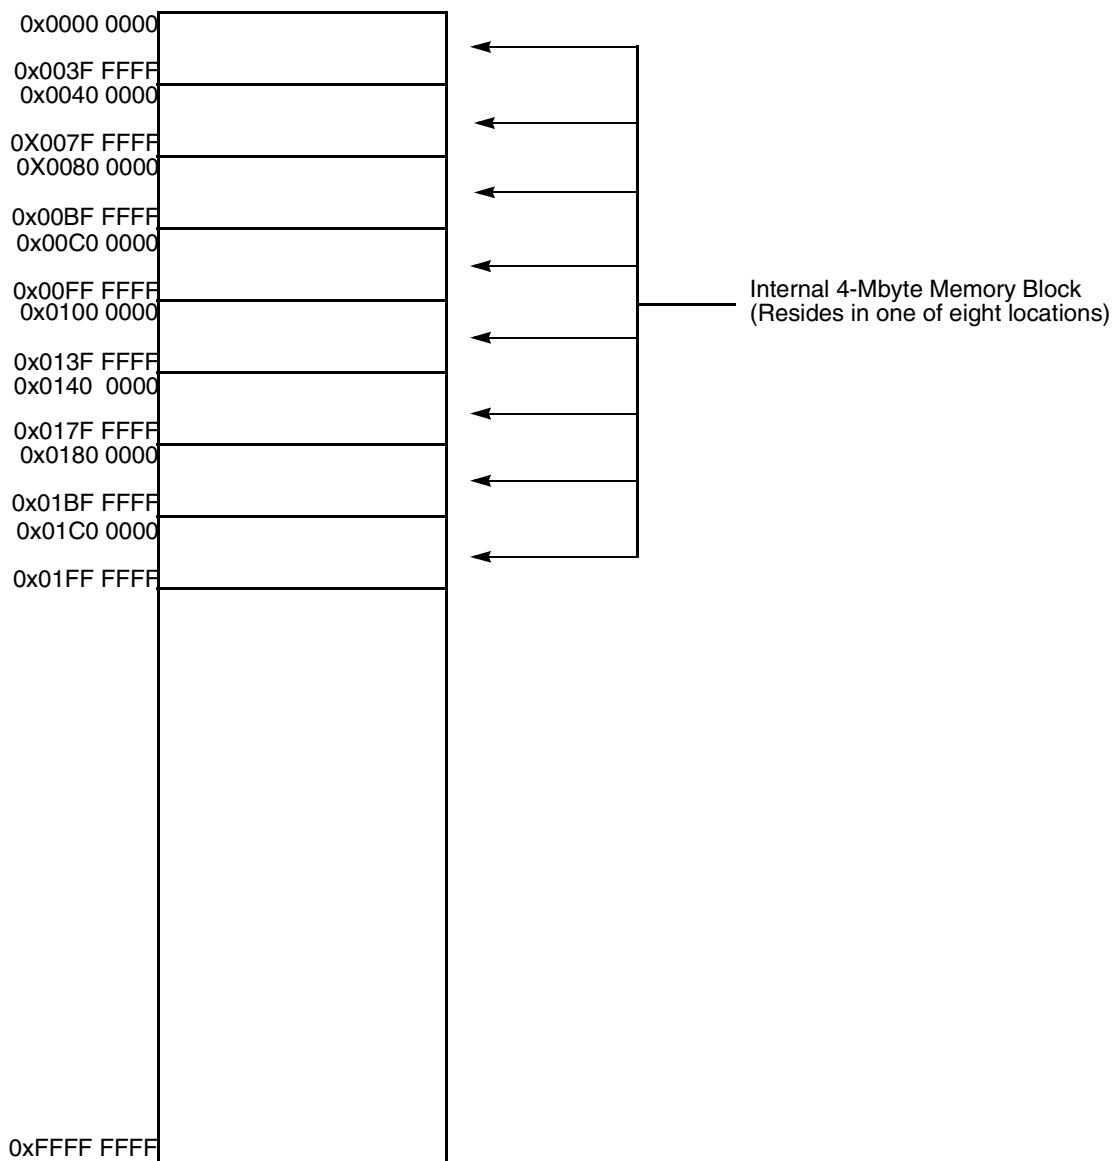 0x0000 0000
0x003F FFFF
0x0040 0000
0X007F FFFF
0X0080 0000
0x00BF FFFF
0x00C0 0000
0x00FF FFFF
0x0100 0000
Internal 4-Mbyte Memory Block
(Resides in one of eight locations)
0x013F FFFF
0x0140 0000
0x017F FFFF
0x0180 0000
0x01BF FFFF
0x01C0 0000
0x01FF FFFF
0xFFFF FFFF